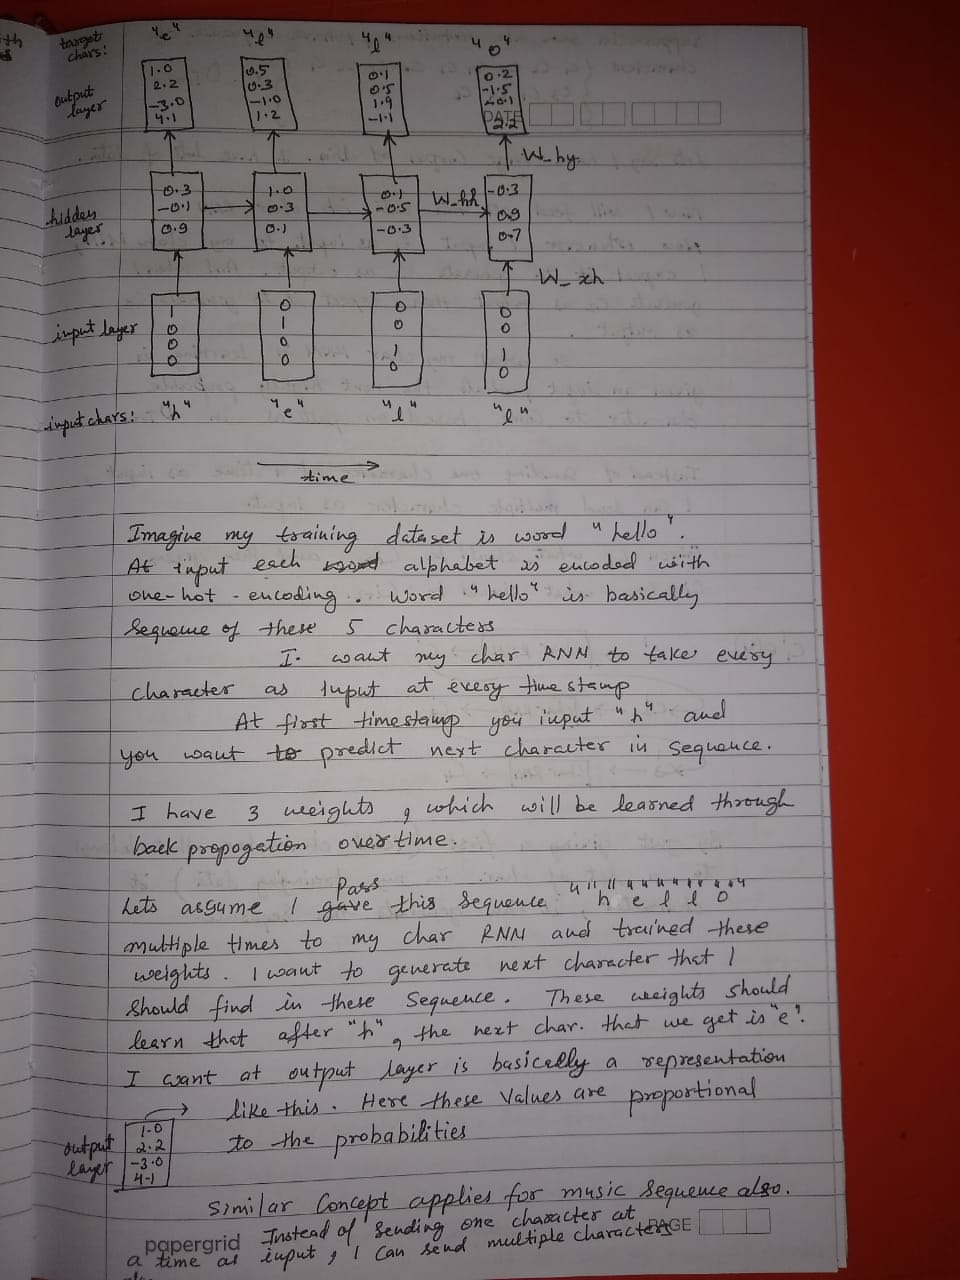 target chars: "e" "l" "l" "o"
output layer
1.0 0.5 0.1 0.2
2.2 0.3 0.5 -1.5
-3.0 -1.0 1.9 -0.1
4.1 1.2 -1.1 2.2
DATE
W_hy
hidden layer
0.3 1.0 0.1 -0.3
-0.1 0.3 -0.5 0.9
0.9 0.1 -0.3 0.7
W_hh
W_xh
input layer
1 0 0 0
0 1 0 0
0 0 1 1
0 0 0 0
input chars: "h" "e" "l" "l"
time
Imagine my training dataset is word "hello".
At input each word alphabet is encoded with
one-hot-encoding. Word "hello" is basically
Sequence of these 5 characters
I want my char RNN to take every
character as Input at every time stamp
At first timestamp you input "h" and
you want to predict next character in sequence.
I have 3 weights, which will be learned through
back propogation over time.
Pass
Lets assume I gave this Sequence "h" "e" "l" "l" "o"
multiple times to my char RNN and trained these
weights. I want to generate next character that I
should find in these Sequence. These weights should
learn that after "h", the next char. that we get is "e".
I want at output layer is basically a representation
like this. Here these Values are proportional
to the probabilities
output layer
1.0
2.2
-3.0
4.1
Similar Concept applies for music Sequence also.
Instead of Sending one character at
a time as input, I can send multiple characters
papergrid
PAGE